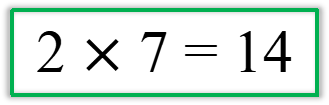 2 × 7 = 14